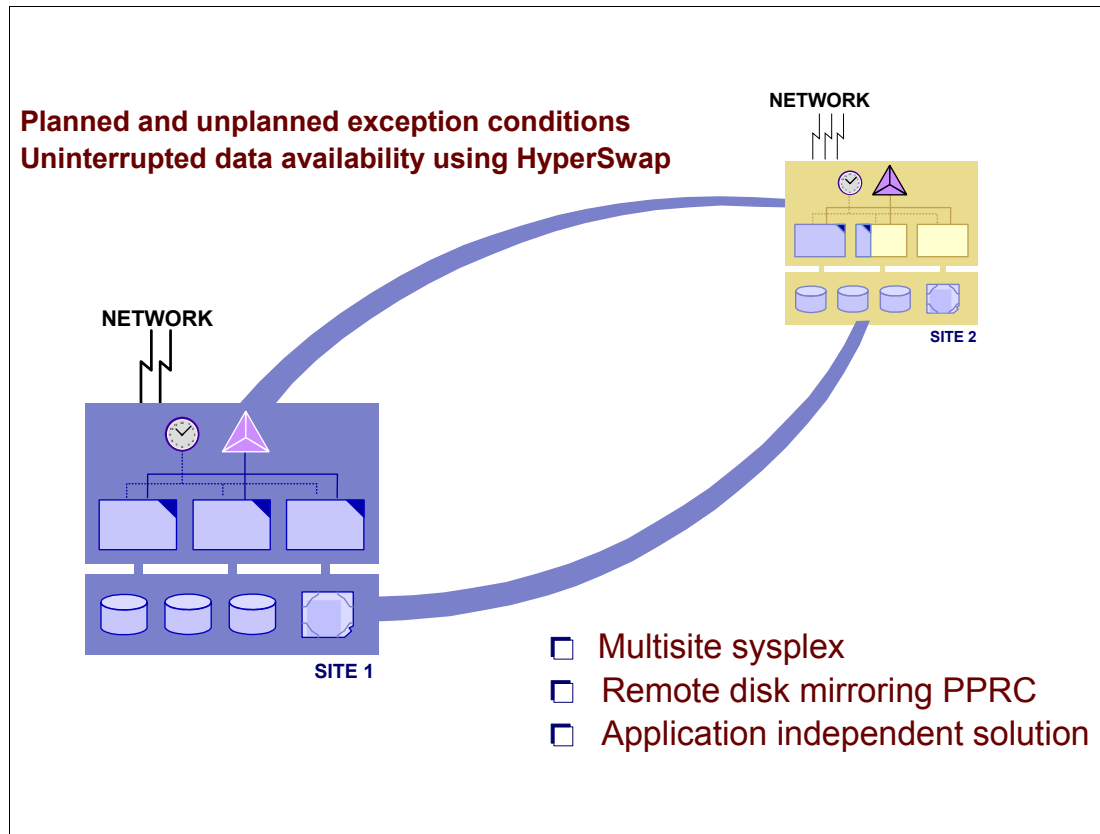 Planned and unplanned exception conditions
Uninterrupted data availability using HyperSwap
NETWORK
SITE 2
NETWORK
SITE 1
Multisite sysplex
Remote disk mirroring PPRC
Application independent solution